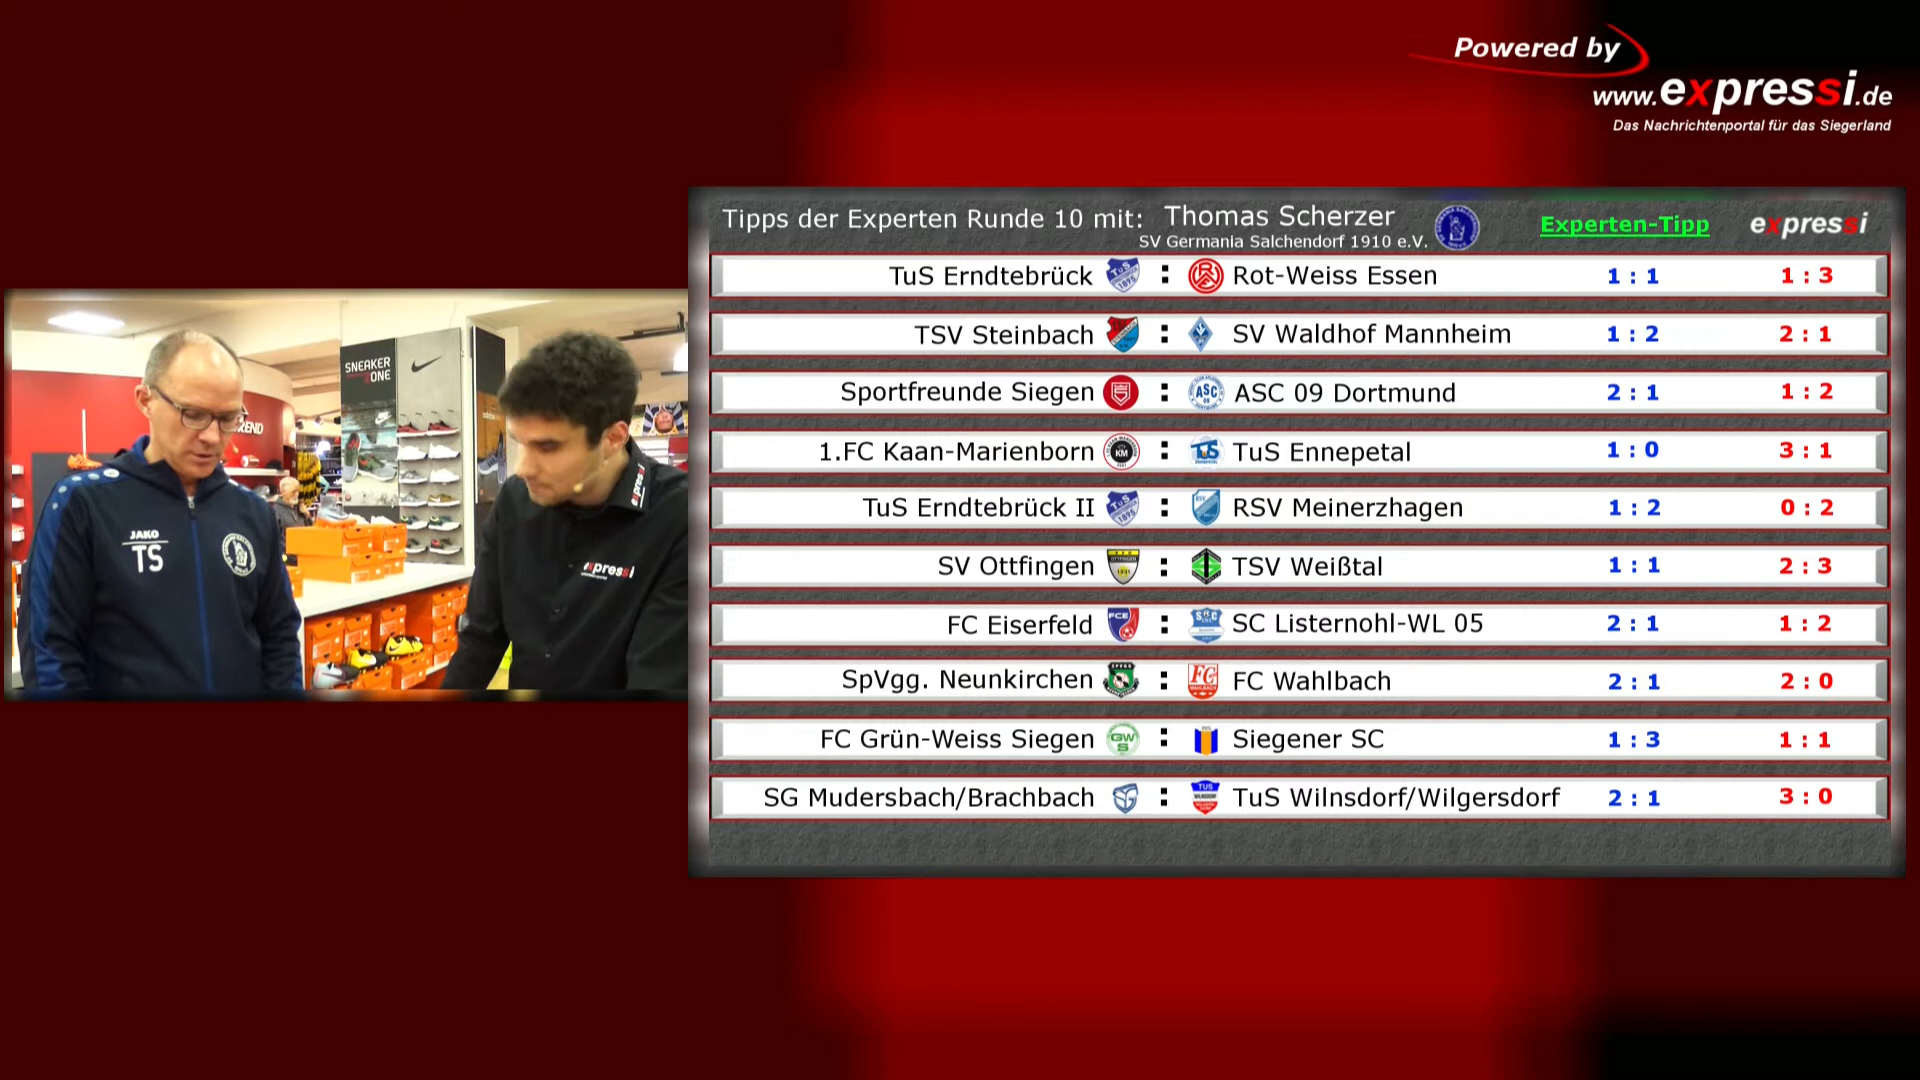 Powered by
www.expressi.de
Das Nachrichtenportal für das Siegerland
Tipps der Experten Runde 10 mit: Thomas Scherzer
SV Germania Salchendorf 1910 e.V.
Experten-Tipp expressi
TuS Erndtebrück : Rot-Weiss Essen 1 : 1 1 : 3
TSV Steinbach : SV Waldhof Mannheim 1 : 2 2 : 1
Sportfreunde Siegen : ASC 09 Dortmund 2 : 1 1 : 2
1.FC Kaan-Marienborn : TuS Ennepetal 1 : 0 3 : 1
TuS Erndtebrück II : RSV Meinerzhagen 1 : 2 0 : 2
SV Ottfingen : TSV Weißtal 1 : 1 2 : 3
FC Eiserfeld : SC Listernohl-WL 05 2 : 1 1 : 2
SpVgg. Neunkirchen : FC Wahlbach 2 : 1 2 : 0
FC Grün-Weiss Siegen : Siegener SC 1 : 3 1 : 1
SG Mudersbach/Brachbach : TuS Wilnsdorf/Wilgersdorf 2 : 1 3 : 0
SNEAKER
ZONE
JAKO
TS
expressi
expressi